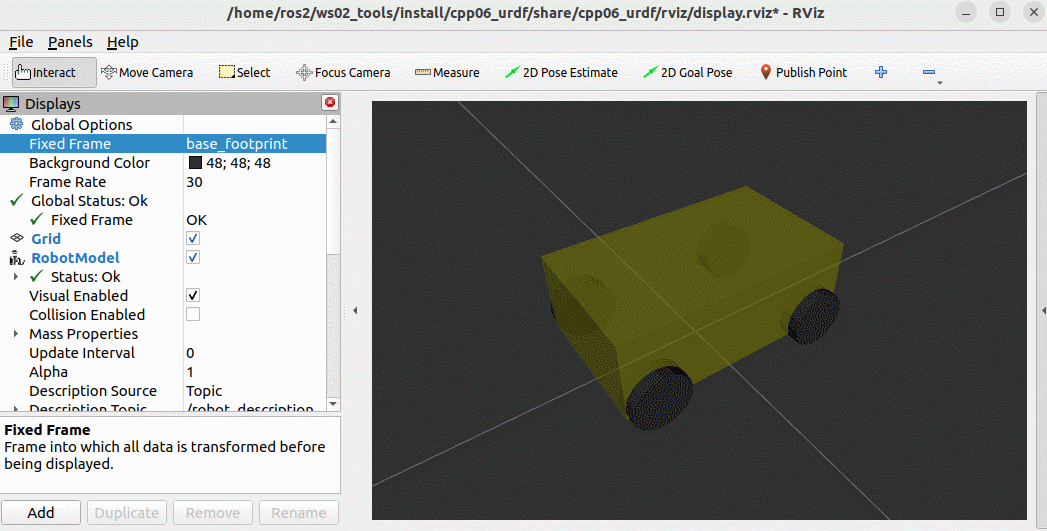 /home/ros2/ws02_tools/install/cpp06_urdf/share/cpp06_urdf/rviz/display.rviz* - RViz
File Panels Help
Interact Move Camera Select Focus Camera Measure 2D Pose Estimate 2D Goal Pose Publish Point
Displays
Global Options
Fixed Frame base_footprint
Background Color 48; 48; 48
Frame Rate 30
Global Status: Ok
Fixed Frame OK
Grid
RobotModel
Status: Ok
Visual Enabled
Collision Enabled
Mass Properties
Update Interval 0
Alpha 1
Description Source Topic
Description Topic /robot_description
Fixed Frame
Frame into which all data is transformed before
being displayed.
Add Duplicate Remove Rename